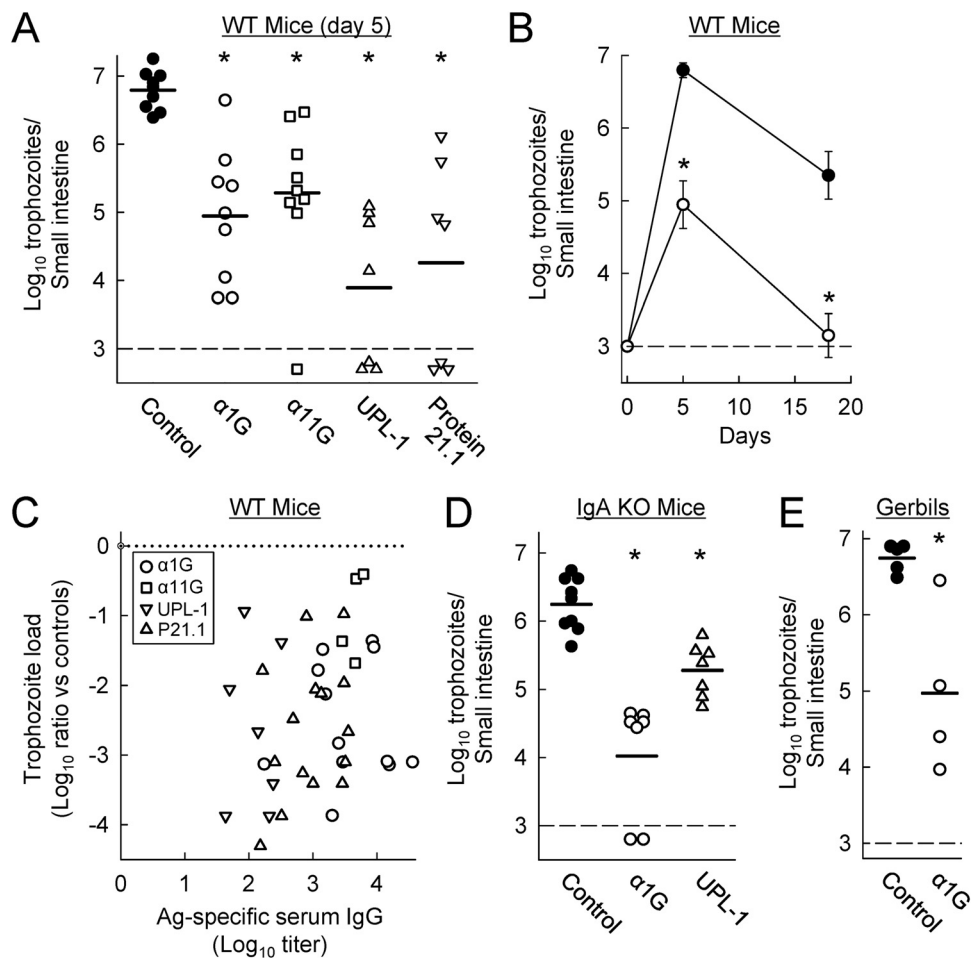 A
WT Mice (day 5)
Log10 trophozoites/
Small intestine
7
6
5
4
3
* * * *
Control
α1G
α11G
UPL-1
Protein
21.1
B
WT Mice
Log10 trophozoites/
Small intestine
7
6
5
4
3
*
*
0 5 10 15 20
Days
C
WT Mice
Trophozoite load
(Log10 ratio vs controls)
0
-1
-2
-3
-4
α1G
α11G
UPL-1
P21.1
0 1 2 3 4
Ag-specific serum IgG
(Log10 titer)
D
IgA KO Mice
Log10 trophozoites/
Small intestine
7
6
5
4
3
* *
Control
α1G
UPL-1
E
Gerbils
Log10 trophozoites/
Small intestine
7
6
5
4
3
*
Control
α1G